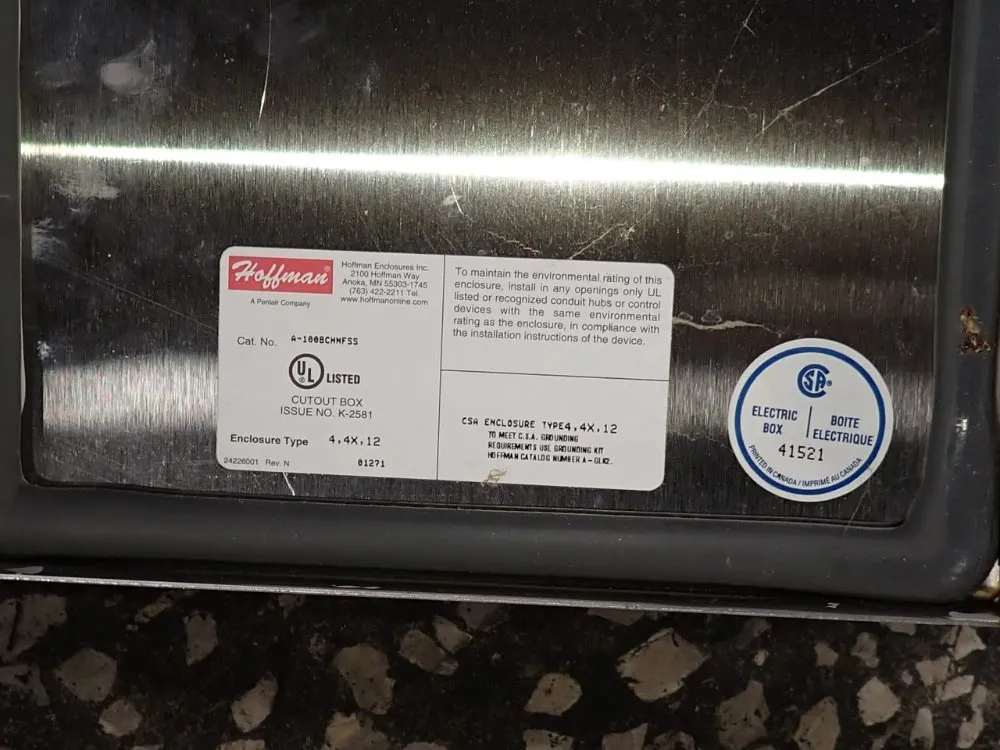 Hoffman®
A Pentair Company
Hoffman Enclosures Inc.
2100 Hoffman Way
Anoka, MN 55303-1745
(763) 422-2211 Tel.
www.hoffmanonline.com
Cat. No. A-1008CHNFSS
UL LISTED
CUTOUT BOX
ISSUE NO. K-2581
Enclosure Type 4,4X,12
24226001 Rev. N 01271
To maintain the environmental rating of this
enclosure, install in any openings only UL
listed or recognized conduit hubs or control
devices with the same environmental
rating as the enclosure, in compliance with
the installation instructions of the device.
CSA ENCLOSURE TYPE4,4X,12
TO MEET C.S.A. GROUNDING
REQUIREMENTS USE GROUNDING KIT
HOFFMAN CATALOG NUMBER A-GLK2.
SA®
ELECTRIC
BOX
BOITE
ELECTRIQUE
41521
PRINTED IN CANADA / IMPRIMÉ AU CANADA